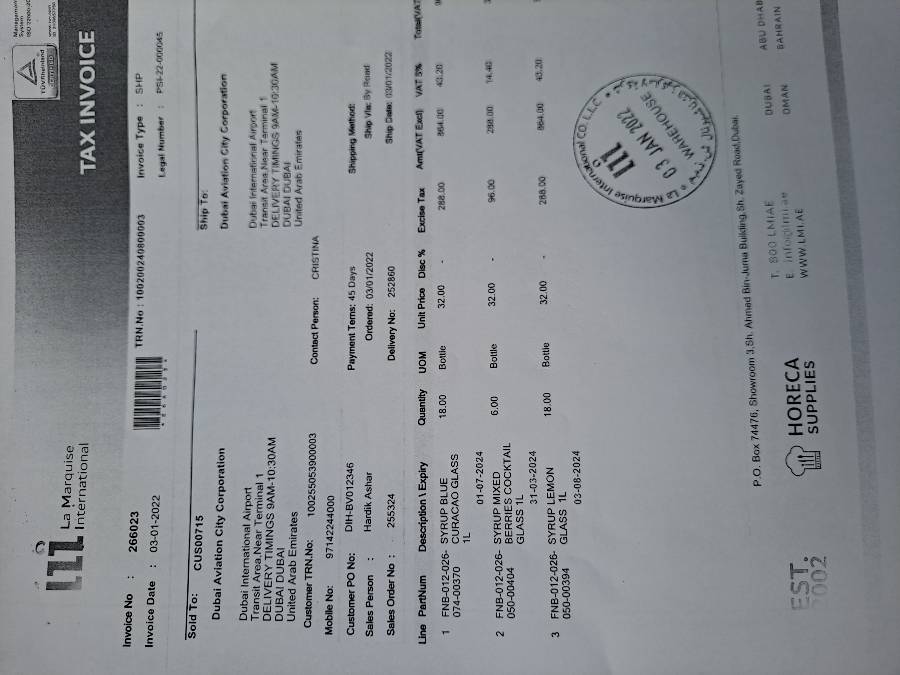 La Marquise
International
TAX INVOICE
Management
System
TÜVRheinland
CERTIFIED
Invoice No : 266023
TRN.No : 100200240800003
Invoice Type : SHP
Invoice Date : 03-01-2022
Legal Number : PSI-22-000045
Sold To: CUS00715
Ship To:
Dubai Aviation City Corporation
Dubai Aviation City Corporation
Dubai International Airport
Transit Area,Near Terminal 1
DELIVERY TIMINGS 9AM-10:30AM
DUBAI DUBAI
United Arab Emirates
Dubai International Airport
Transit Area,Near Terminal 1
DELIVERY TIMINGS 9AM-10:30AM
DUBAI DUBAI
United Arab Emirates
Customer TRN.No: 100255053900003
Contact Person: CRISTINA
Mobile No: 97142244000
Customer PO No: DIH-BV012346
Payment Terms: 45 Days
Shipping Method:
Sales Person : Hardik Ashar
Ordered: 03/01/2022
Ship Via: By Road
Sales Order No : 255324
Delivery No: 252860
Ship Date: 03/01/2022
Line PartNum Description \ Expiry Quantity UOM Unit Price Disc % Excise Tax Amt(VAT Excl) VAT 5% Total(VAT
1 FNB-012-026- SYRUP BLUE 18.00 Bottle 32.00 - 288.00 864.00 43.20
074-00370 CURACAO GLASS
1L
01-07-2024
2 FNB-012-026- SYRUP MIXED 6.00 Bottle 32.00 - 96.00 288.00 14.40
050-00404 BERRIES COCKTAIL
GLASS 1L
31-03-2024
3 FNB-012-026- SYRUP LEMON 18.00 Bottle 32.00 - 288.00 864.00 43.20
050-00394 GLASS 1L
03-08-2024
La Marquise International CO. L.L.C
03 JAN 2022
WAREHOUSE
P.O. Box 74476, Showroom 3,Sh. Ahmed Bin-Juma Building,Sh. Zayed Road,Dubai.
EST.
2002
HORECA
SUPPLIES
T. 800 LMIAE
E. info@lmi.ae
WWW.LMI.AE
DUBAI
OMAN
ABU DHAB
BAHRAIN